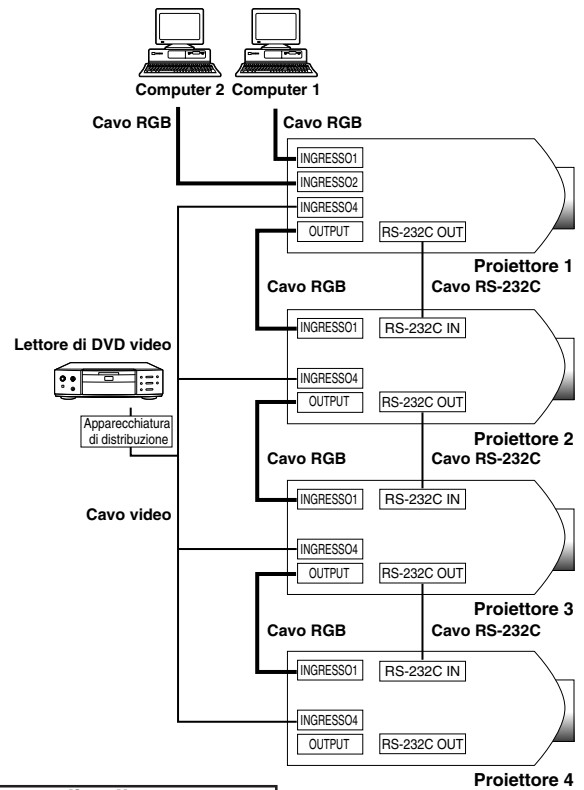 Computer 2 Computer 1
Cavo RGB Cavo RGB
INGRESSO1
INGRESSO2
INGRESSO4
OUTPUT RS-232C OUT
Proiettore 1
Cavo RGB Cavo RS-232C
INGRESSO1 RS-232C IN
Lettore di DVD video
INGRESSO4
OUTPUT RS-232C OUT
Apparecchiatura
di distribuzione
Proiettore 2
Cavo RGB Cavo RS-232C
INGRESSO1 RS-232C IN
Cavo video
INGRESSO4
OUTPUT RS-232C OUT
Proiettore 3
Cavo RGB Cavo RS-232C
INGRESSO1 RS-232C IN
INGRESSO4
OUTPUT RS-232C OUT
Proiettore 4